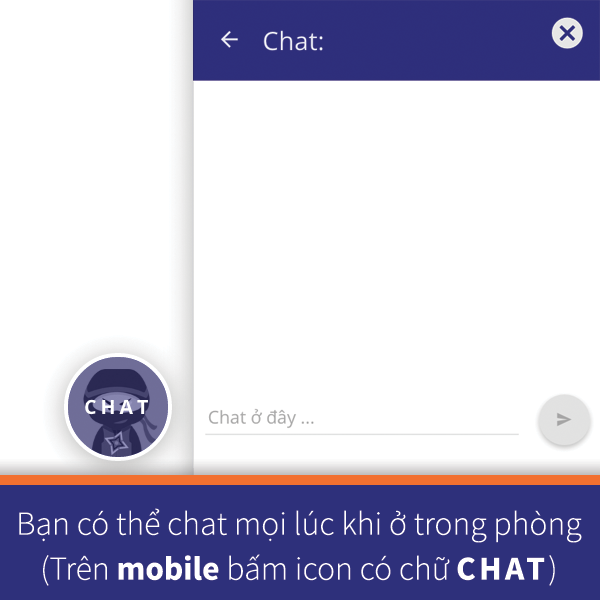 Chat:
CHAT
Chat ở đây ...
Bạn có thể chat mọi lúc khi ở trong phòng
(Trên mobile bấm icon có chữ CHAT)